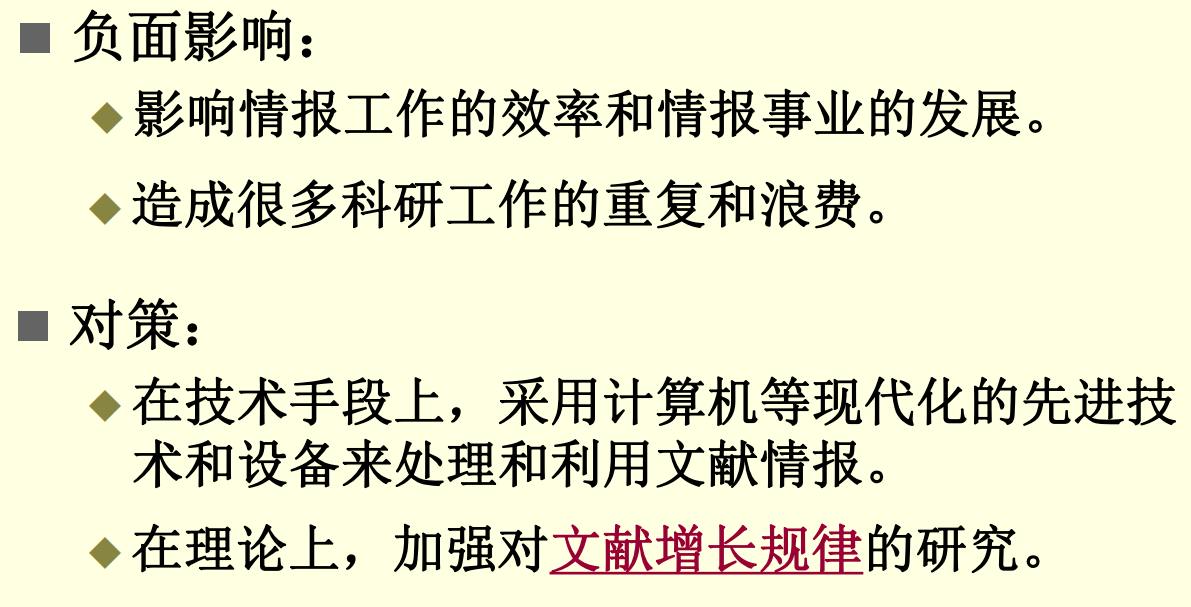 负面影响：
影响情报工作的效率和情报事业的发展。
造成很多科研工作的重复和浪费。
对策：
在技术手段上，采用计算机等现代化的先进技
术和设备来处理和利用文献情报。
在理论上，加强对文献增长规律的研究。